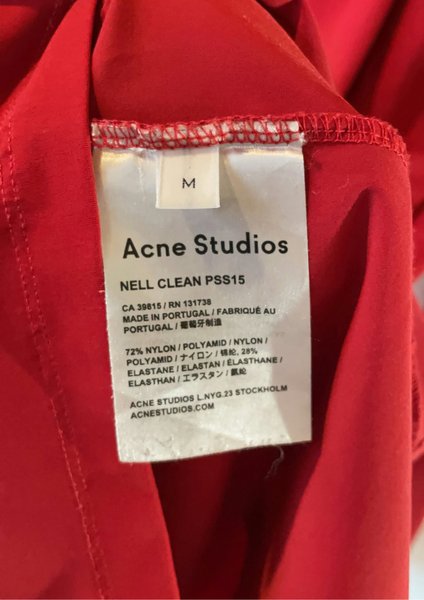 M
Acne Studios
NELL CLEAN PSS15
CA 39815 / RN 131738
MADE IN PORTUGAL / FABRIQUÉ AU
PORTUGAL / 葡萄牙制造
72% NYLON / POLYAMID / NYLON /
POLYAMID / ナイロン / 锦纶, 28%
ELASTANE / ELASTAN / ÉLASTHANE /
ELASTHAN / エラスタン / 氨纶
ACNE STUDIOS L.NYG.23 STOCKHOLM
ACNESTUDIOS.COM